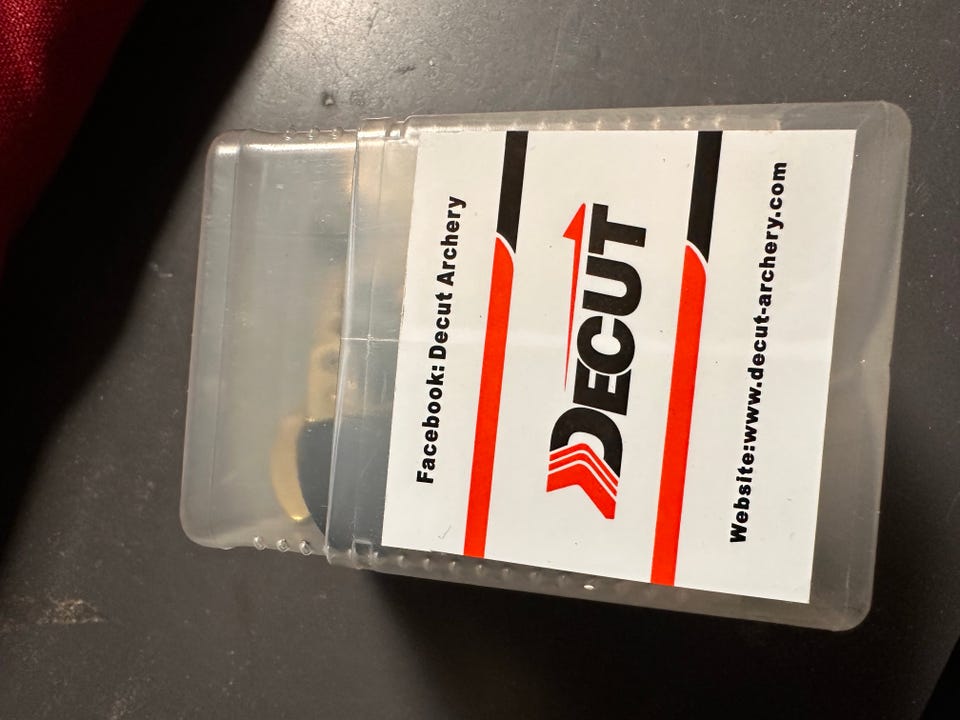 Facebook: Decut Archery
DECUT
Website:www.decut-archery.com